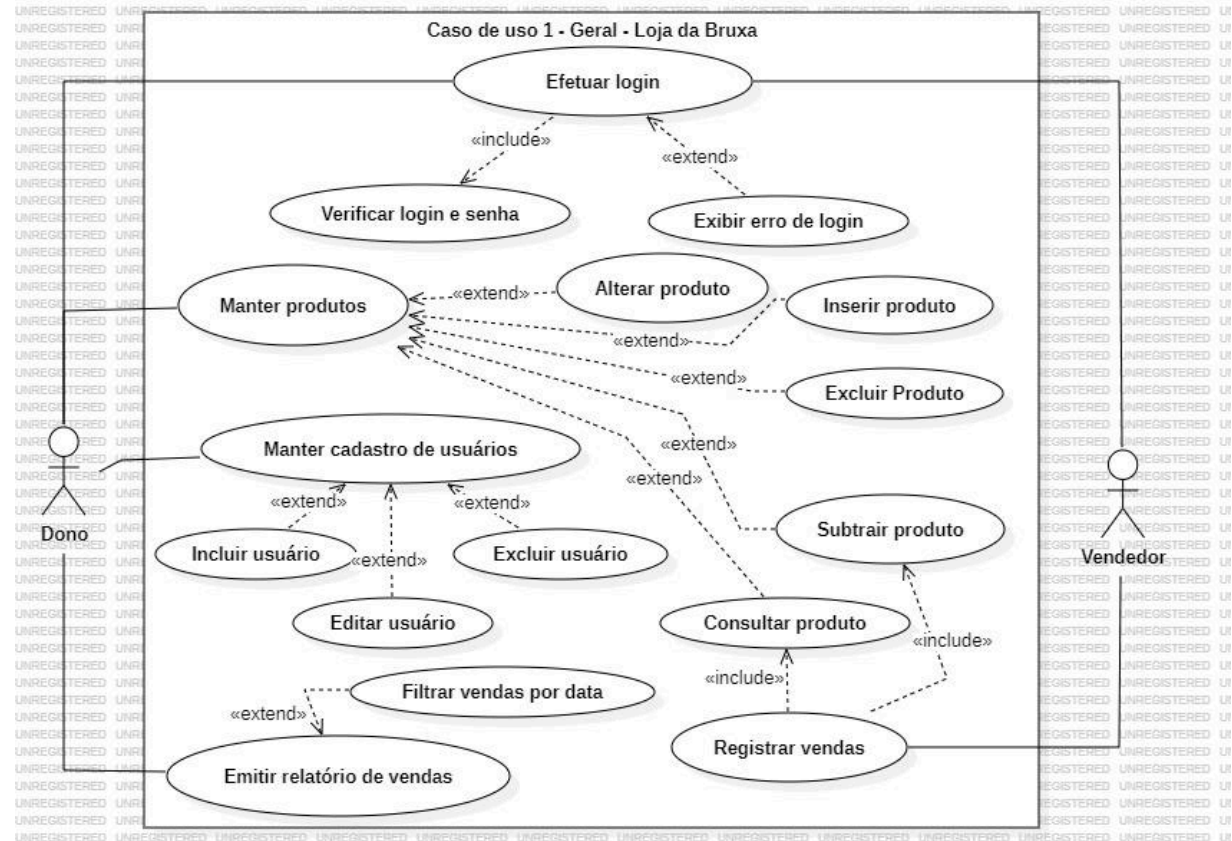 Caso de uso 1 - Geral - Loja da Bruxa
Efetuar login
«include»
«extend»
Verificar login e senha
Exibir erro de login
Manter produtos
«extend»
Alterar produto
Inserir produto
«extend»
«extend»
Excluir Produto
Manter cadastro de usuários
«extend»
«extend»
«extend»
«extend»
Subtrair produto
Dono
Vendedor
Incluir usuário
«extend»
Excluir usuário
Editar usuário
Consultar produto
«include»
«include»
Filtrar vendas por data
«extend»
Registrar vendas
Emitir relatório de vendas
UNREGISTERED